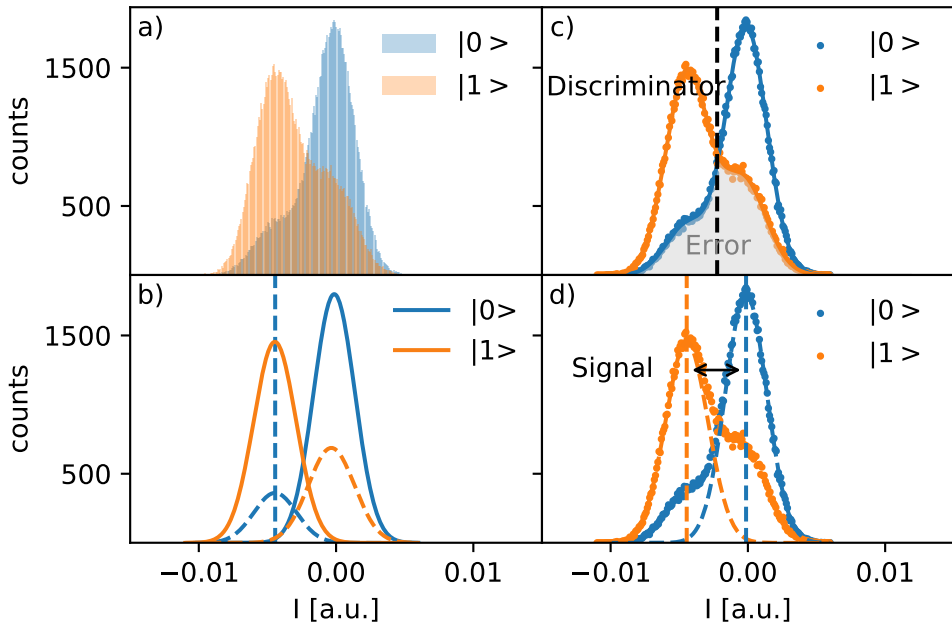 a)
|0 >
|1 >
1500
500
counts
c)
|0 >
|1 >
Discriminator
Error
b)
|0>
|1>
1500
500
counts
−0.01
0.00
0.01
I [a.u.]
d)
|0 >
|1 >
Signal
−0.01
0.00
0.01
I [a.u.]